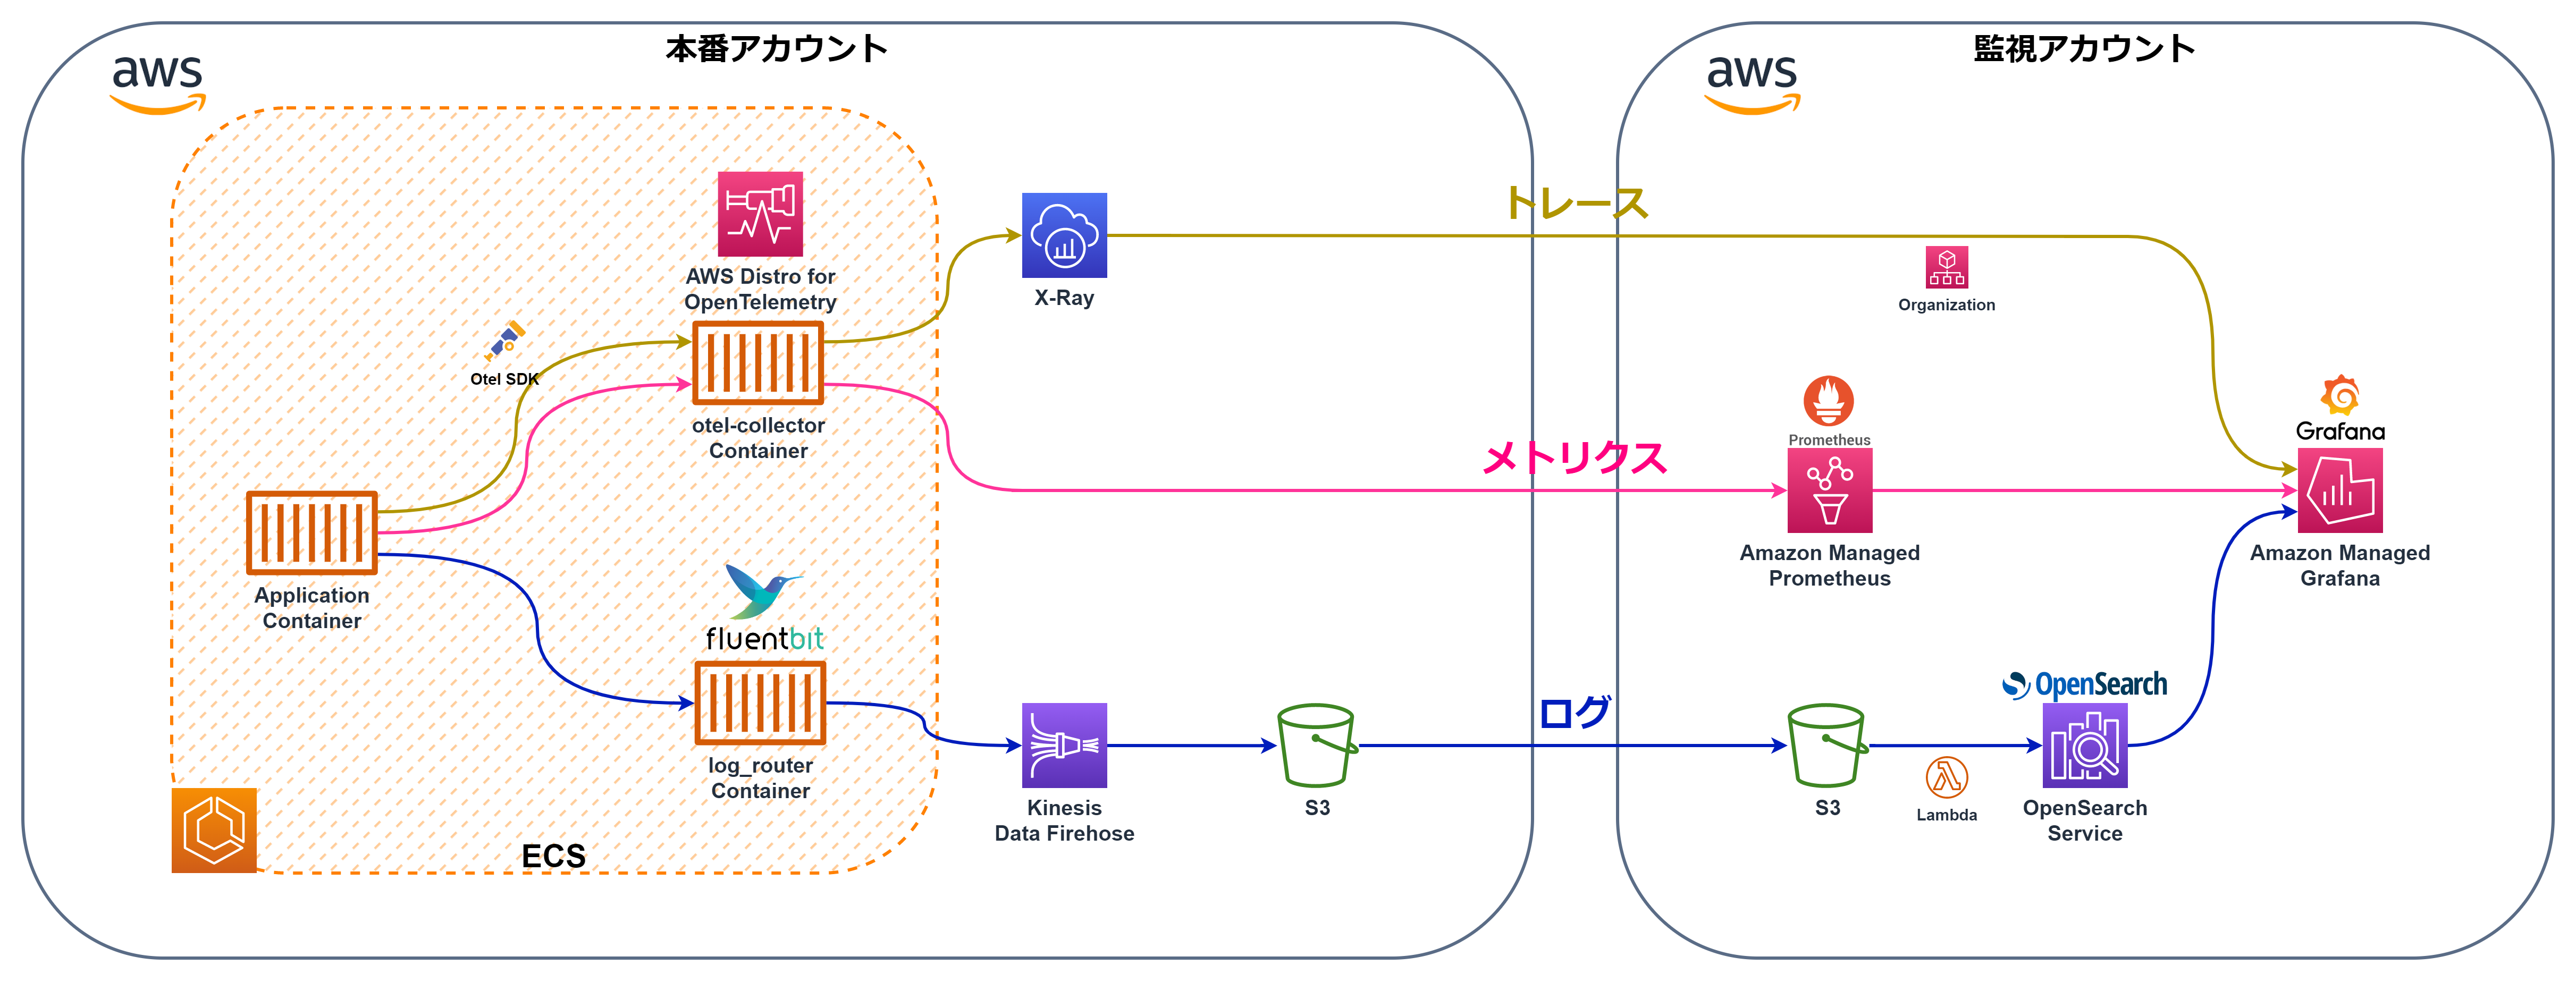 本番アカウント
監視アカウント
aws
aws
トレース
AWS Distro for
OpenTelemetry
X-Ray
Organization
Otel SDK
otel-collector
Container
Prometheus
Grafana
メトリクス
Application
Container
Amazon Managed
Prometheus
Amazon Managed
Grafana
fluentbit
OpenSearch
ログ
log_router
Container
Kinesis
Data Firehose
S3
S3
Lambda
OpenSearch
Service
ECS